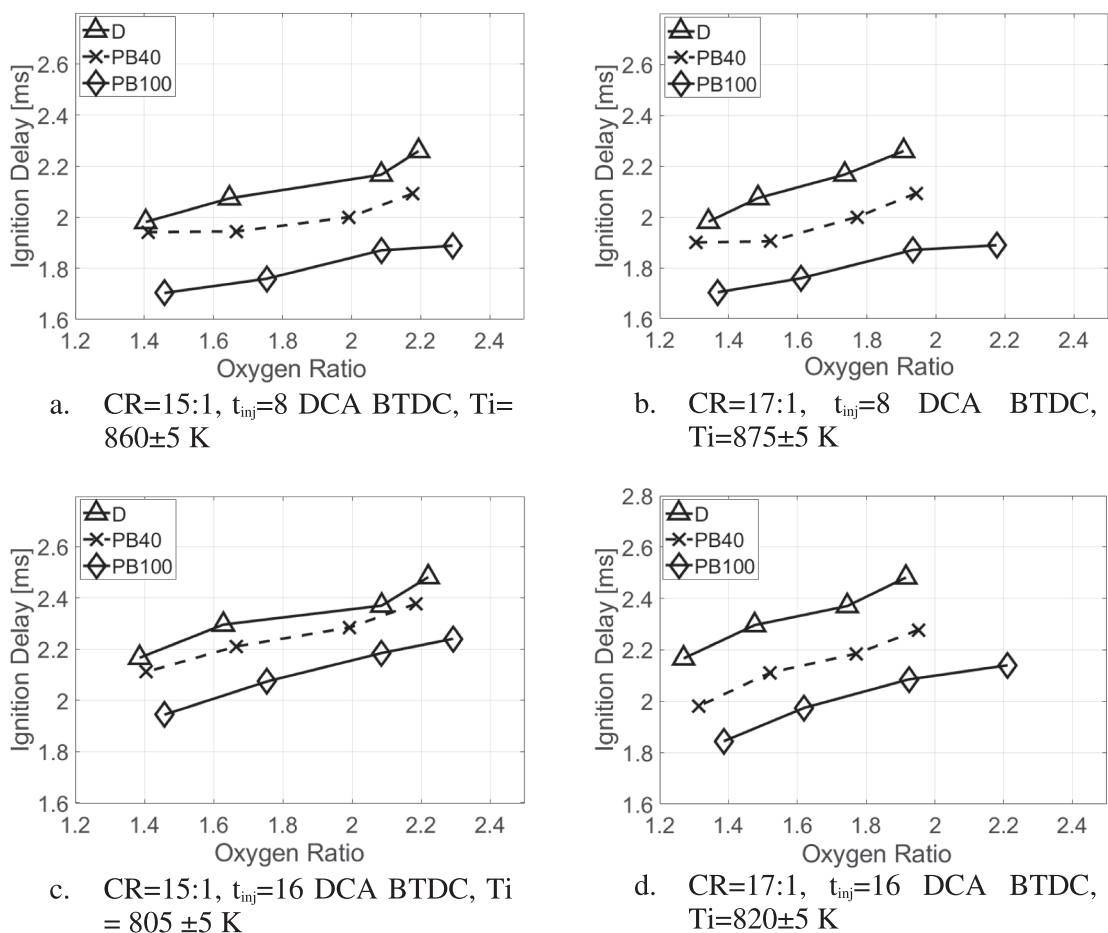 D
PB40
PB100
Ignition Delay [ms]
2.6
2.4
2.2
2
1.8
1.6
1.2 1.4 1.6 1.8 2 2.2 2.4
Oxygen Ratio
a. CR=15:1, tinj=8 DCA BTDC, Ti=
860±5 K
D
PB40
PB100
Ignition Delay [ms]
2.6
2.4
2.2
2
1.8
1.6
1.2 1.4 1.6 1.8 2 2.2 2.4
Oxygen Ratio
b. CR=17:1, tinj=8 DCA BTDC,
Ti=875±5 K
D
PB40
PB100
Ignition Delay [ms]
2.6
2.4
2.2
2
1.8
1.6
1.2 1.4 1.6 1.8 2 2.2 2.4
Oxygen Ratio
c. CR=15:1, tinj=16 DCA BTDC, Ti
= 805 ±5 K
D
PB40
PB100
Ignition Delay [ms]
2.8
2.6
2.4
2.2
2
1.8
1.6
1.2 1.4 1.6 1.8 2 2.2 2.4
Oxygen Ratio
d. CR=17:1, tinj=16 DCA BTDC,
Ti=820±5 K